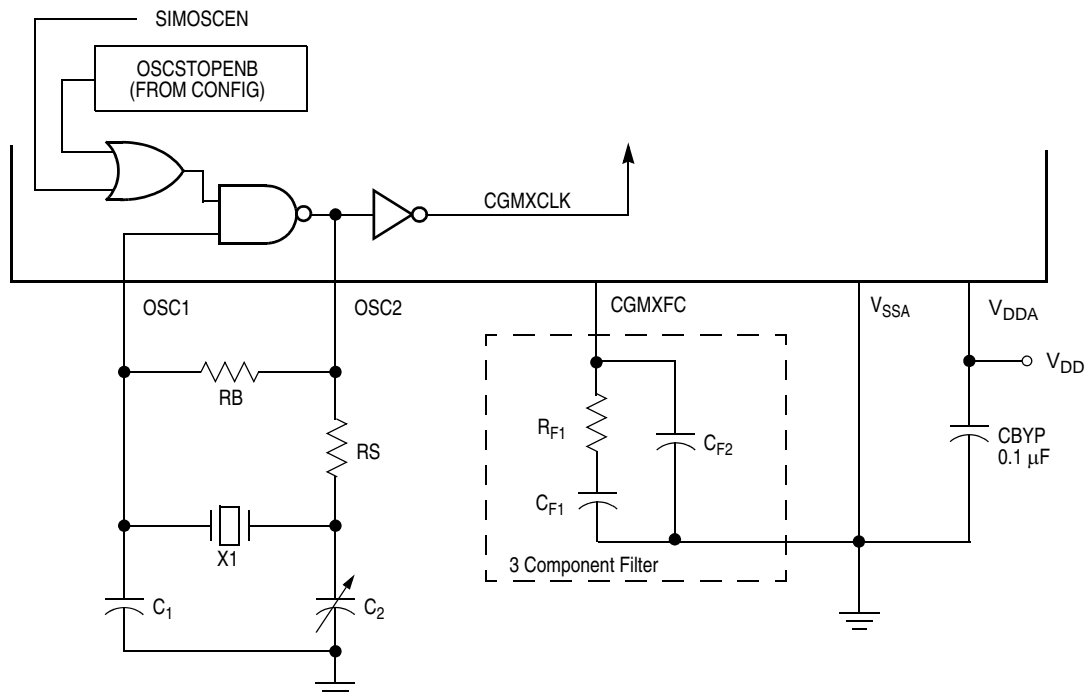 SIMOSCEN
OSCSTOPENB
(FROM CONFIG)
CGMXCLK
OSC1
OSC2
CGMXFC
VSSA
VDDA
VDD
RB
RF1
CF2
CBYP
0.1 µF
RS
CF1
X1
3 Component Filter
C1
C2